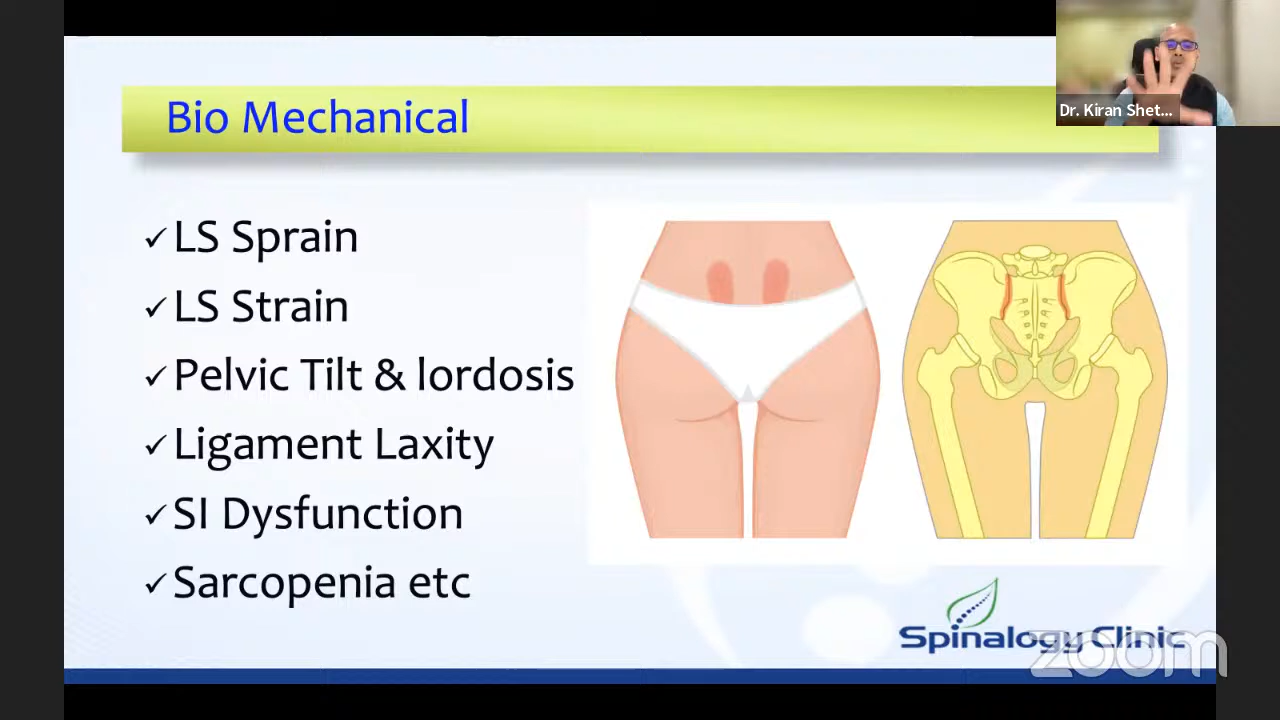 Bio Mechanical
Dr. Kiran Shet...
✓LS Sprain
✓LS Strain
✓Pelvic Tilt & lordosis
✓Ligament Laxity
✓SI Dysfunction
✓Sarcopenia etc
Spinalogy Clinic
zoom